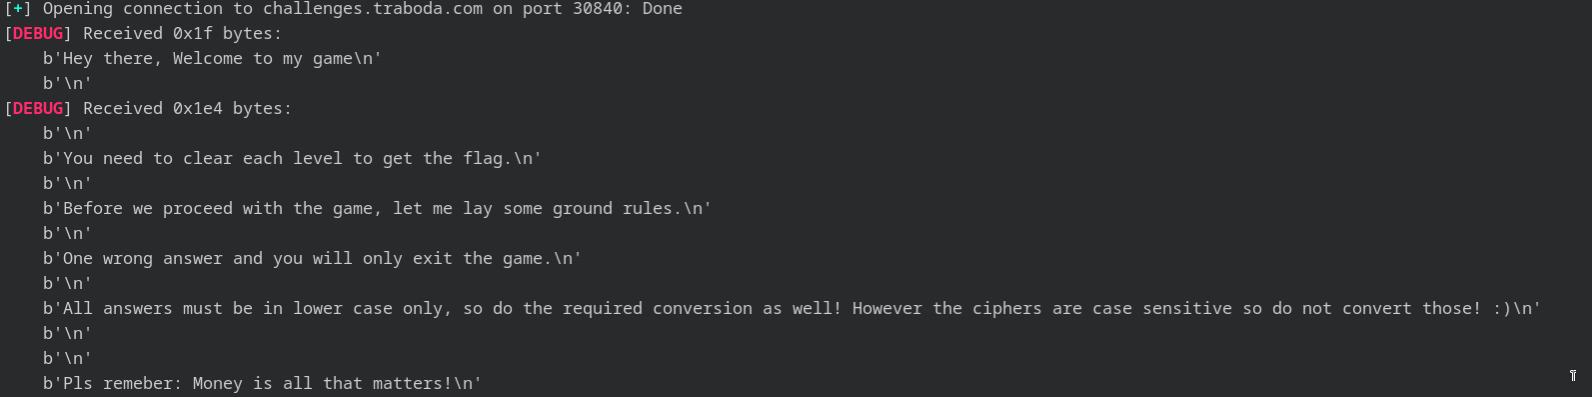 [+] Opening connection to challenges.traboda.com on port 30840: Done
[DEBUG] Received 0x1f bytes:
b'Hey there, Welcome to my game\n'
b'\n'
[DEBUG] Received 0x1e4 bytes:
b'\n'
b'You need to clear each level to get the flag.\n'
b'\n'
b'Before we proceed with the game, let me lay some ground rules.\n'
b'\n'
b'One wrong answer and you will only exit the game.\n'
b'\n'
b'All answers must be in lower case only, so do the required conversion as well! However the ciphers are case sensitive so do not convert those! :)\n'
b'\n'
b'\n'
b'Pls remeber: Money is all that matters!\n'